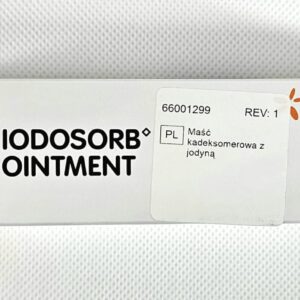 IODOSORB◊
OINTMENT
66001299 REV: 1
PL Maść
kadeksomerowa z
jodyną